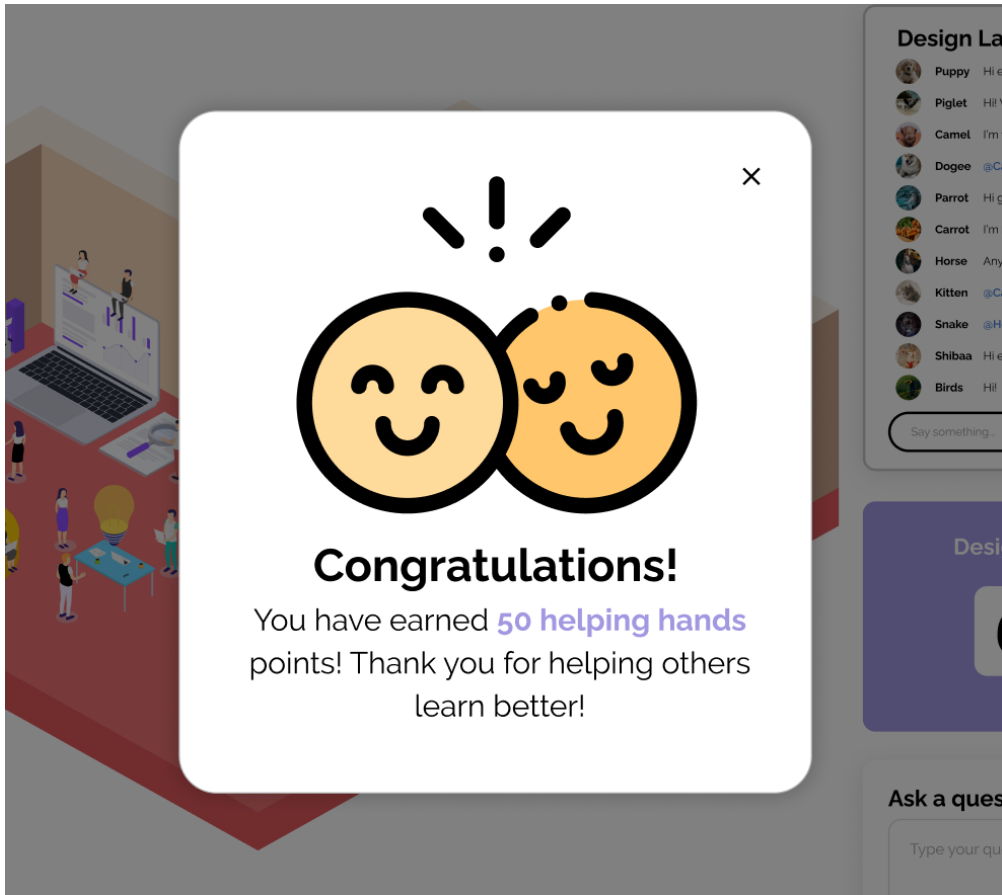 Design La
Puppy Hi e
Piglet Hi!
Camel I'm
Dogee @Ca
Parrot Hi g
Carrot I'm
Horse Any
Kitten @Ca
Snake @H
Shibaa Hi e
Birds Hi!
Say something...
Congratulations!
You have earned 50 helping hands
points! Thank you for helping others
learn better!
Desi
Ask a ques
Type your qu